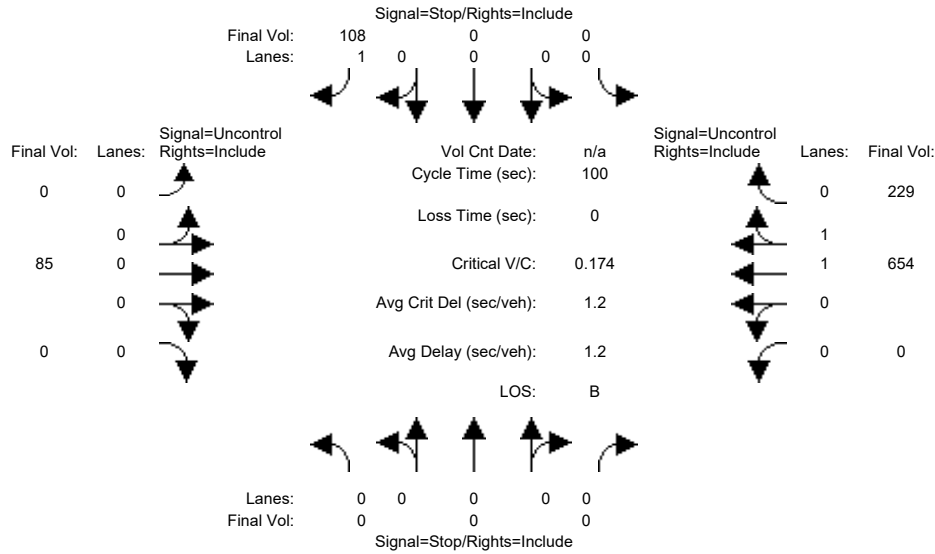 Signal=Stop/Rights=Include
Final Vol: 108 0 0
Lanes: 1 0 0 0 0
Signal=Uncontrol
Final Vol: Lanes: Rights=Include
Vol Cnt Date: n/a
Signal=Uncontrol
Rights=Include Lanes: Final Vol:
Cycle Time (sec): 100
0 0
0 229
Loss Time (sec): 0
0
1
85 0
Critical V/C: 0.174
1 654
0
Avg Crit Del (sec/veh): 1.2
0
0 0
Avg Delay (sec/veh): 1.2
0 0
LOS: B
Lanes: 0 0 0 0 0
Final Vol: 0 0 0
Signal=Stop/Rights=Include